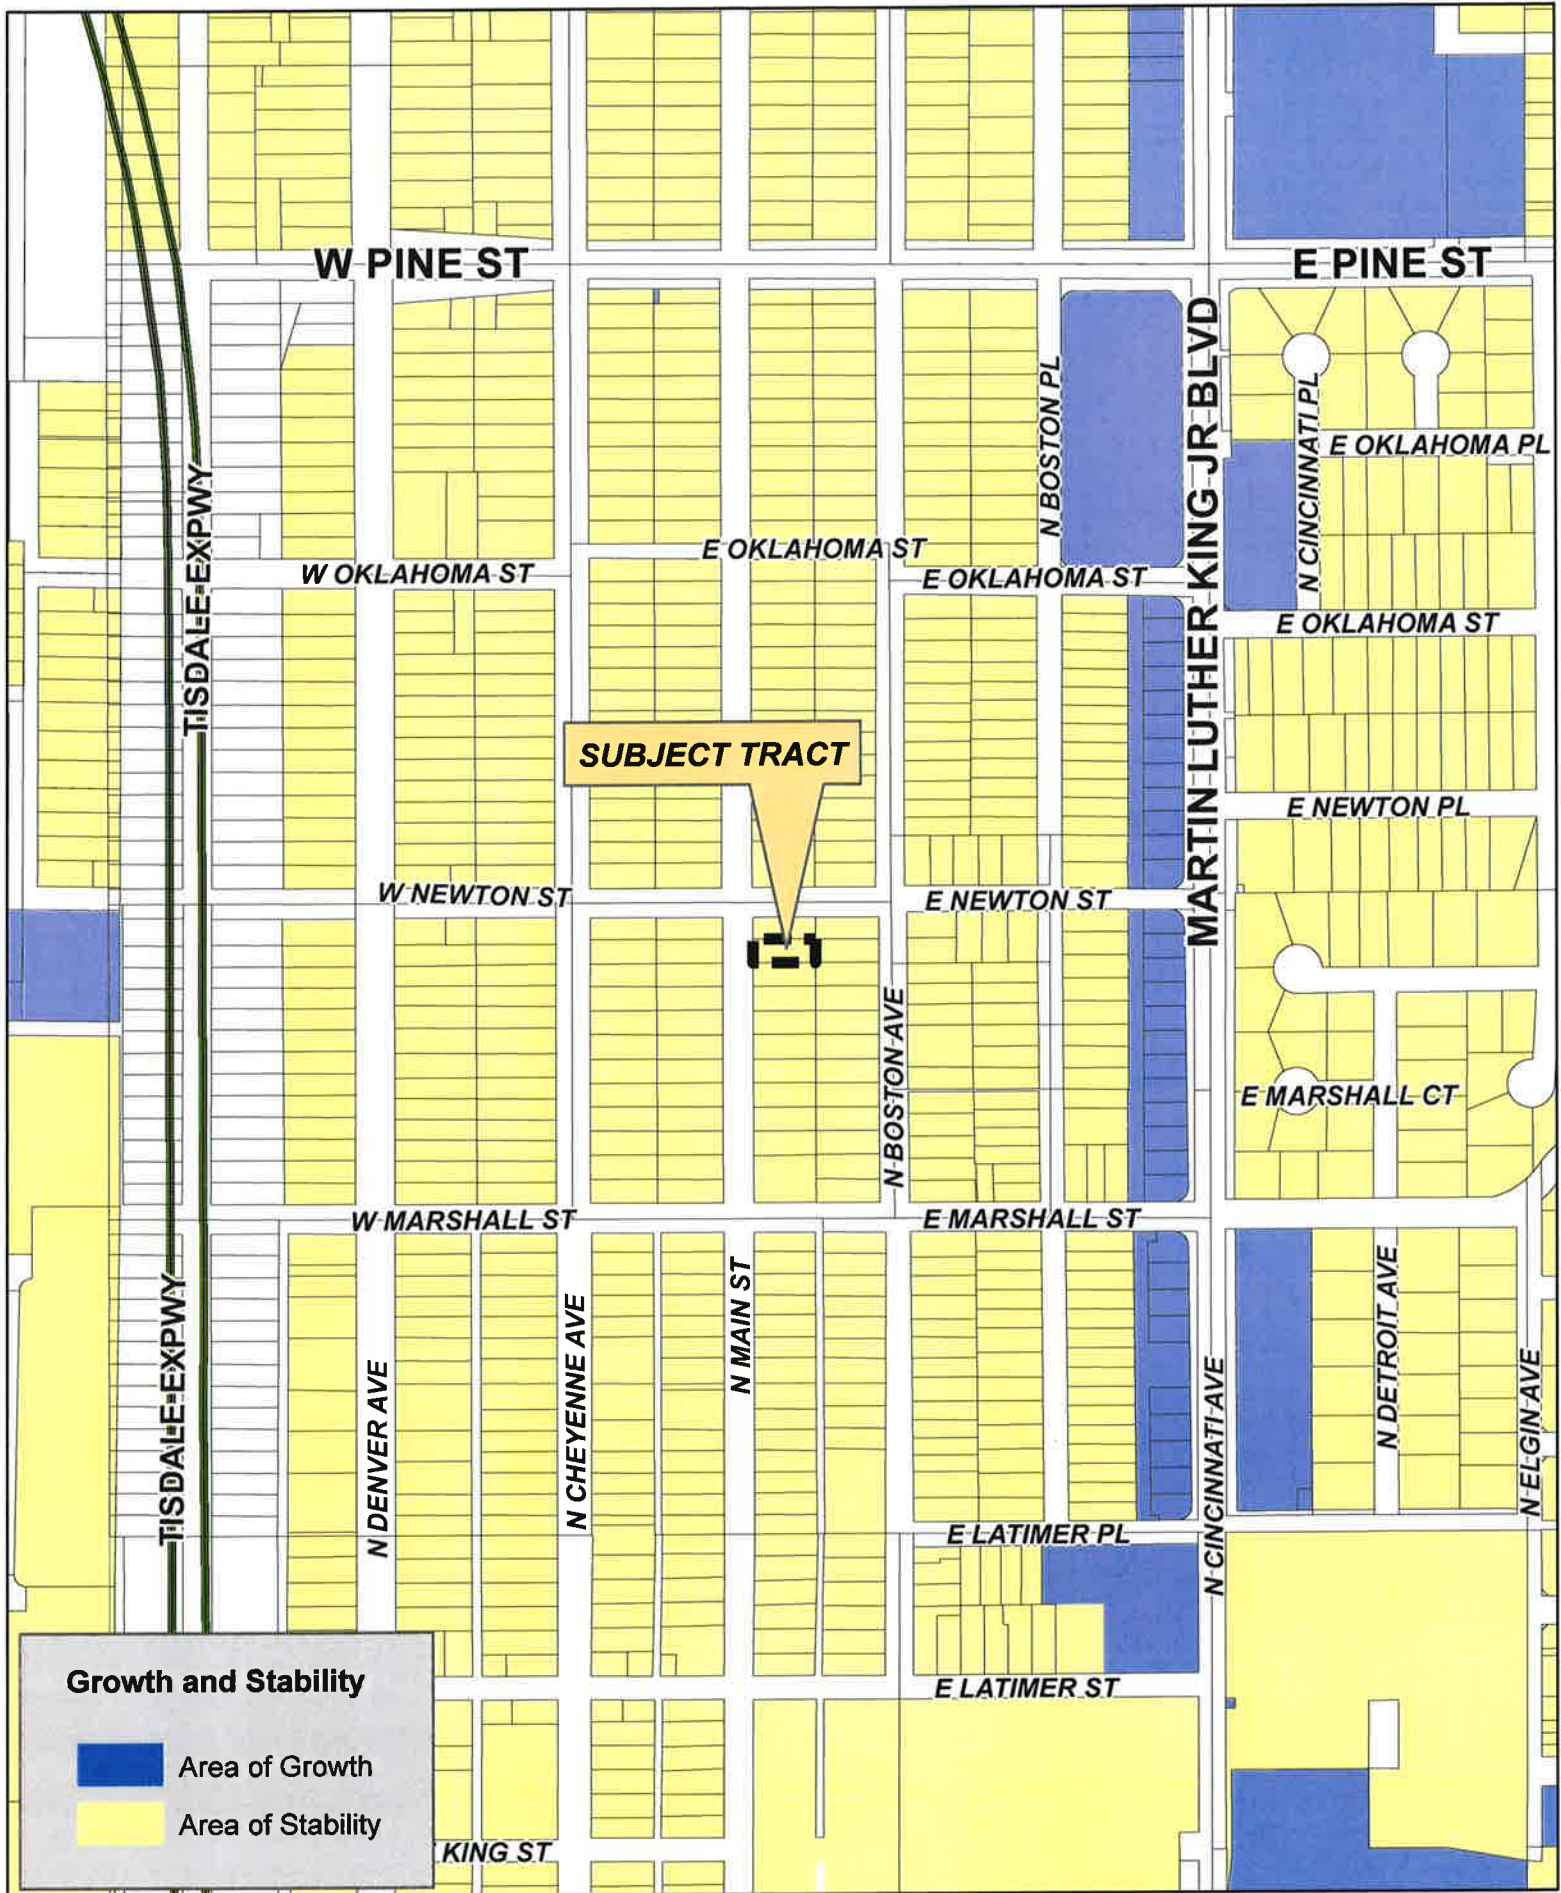 W PINE ST
E PINE ST
N BOSTON PL
MARTIN LUTHER KING JR BLVD
N CINCINNATI PL
E OKLAHOMA PL
TISDALE EXPWY
E OKLAHOMA ST
W OKLAHOMA ST
E OKLAHOMA ST
E OKLAHOMA ST
SUBJECT TRACT
E NEWTON PL
W NEWTON ST
E NEWTON ST
N BOSTON AVE
E MARSHALL CT
W MARSHALL ST
E MARSHALL ST
TISDALE EXPWY
N DENVER AVE
N CHEYENNE AVE
N MAIN ST
N CINCINNATI AVE
N DETROIT AVE
N ELGIN AVE
E LATIMER PL
E LATIMER ST
Growth and Stability
Area of Growth
Area of Stability
KING ST